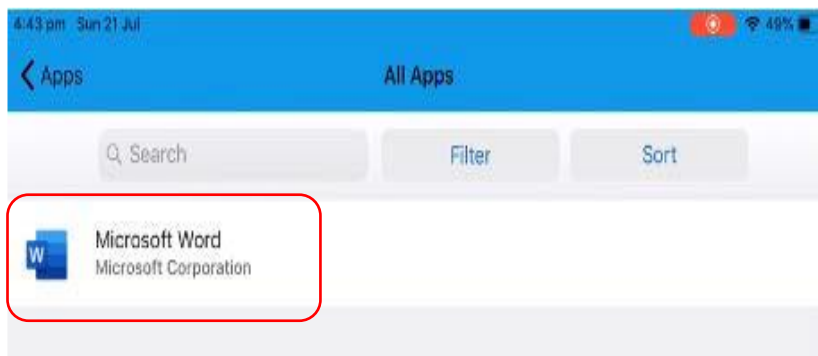 4:43 pm Sun 21 Jul 49%
Apps All Apps
Search Filter Sort
W
Microsoft Word
Microsoft Corporation